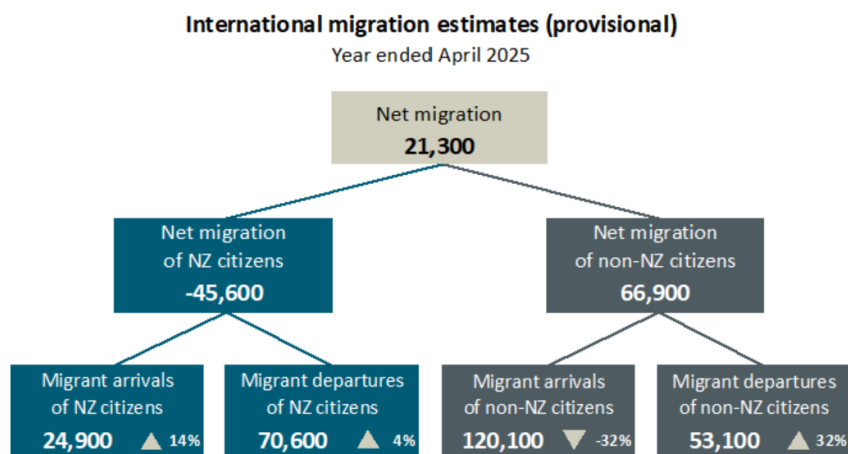 International migration estimates (provisional)
Year ended April 2025
Net migration
21,300
Net migration
of NZ citizens
-45,600
Net migration
of non-NZ citizens
66,900
Migrant arrivals
of NZ citizens
24,900 ▲ 14%
Migrant departures
of NZ citizens
70,600 ▲ 4%
Migrant arrivals
of non-NZ citizens
120,100 ▼ -32%
Migrant departures
of non-NZ citizens
53,100 ▲ 32%